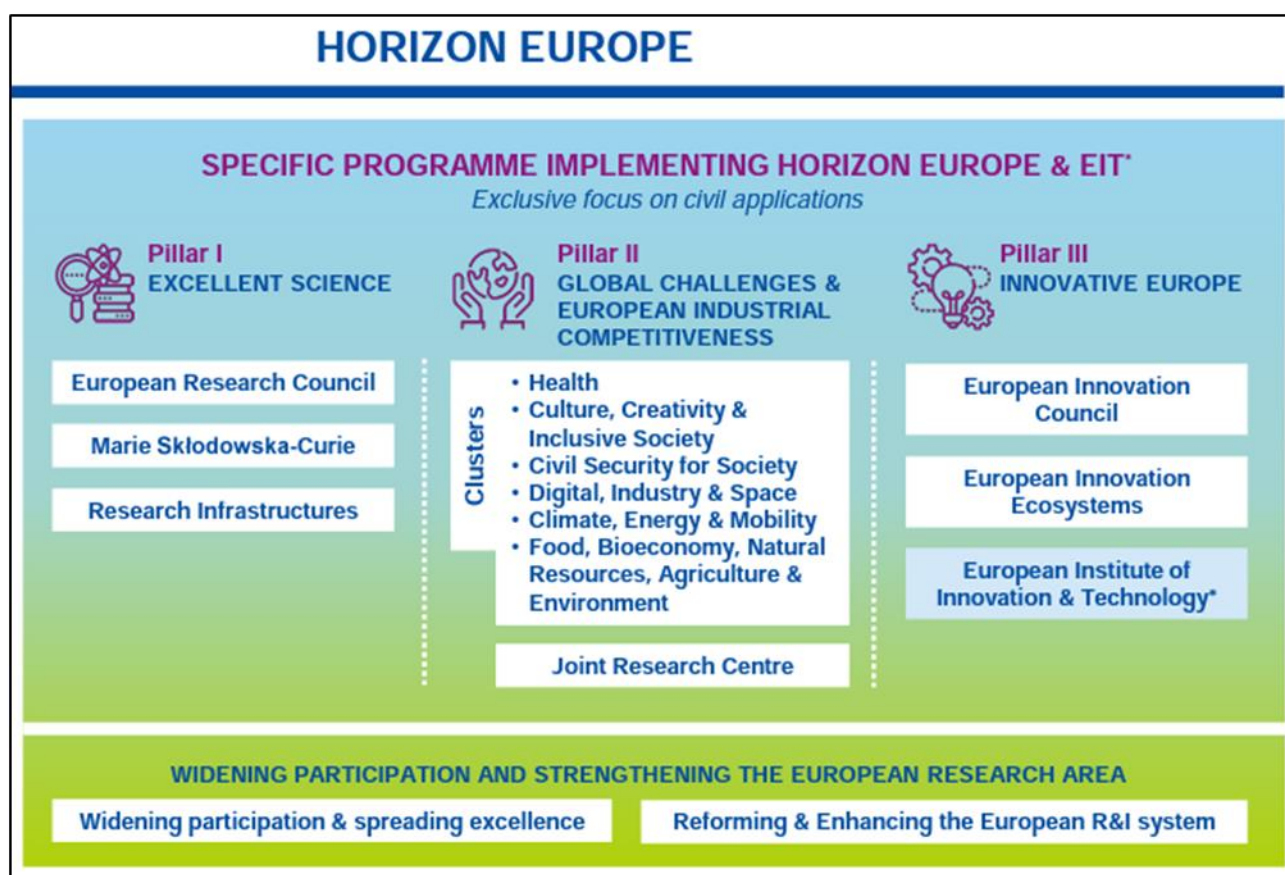 HORIZON EUROPE
SPECIFIC PROGRAMME IMPLEMENTING HORIZON EUROPE & EIT*
Exclusive focus on civil applications
Pillar I
EXCELLENT SCIENCE
European Research Council
Marie Skłodowska-Curie
Research Infrastructures
Pillar II
GLOBAL CHALLENGES &
EUROPEAN INDUSTRIAL
COMPETITIVENESS
Clusters
• Health
• Culture, Creativity &
Inclusive Society
• Civil Security for Society
• Digital, Industry & Space
• Climate, Energy & Mobility
• Food, Bioeconomy, Natural
Resources, Agriculture &
Environment
Joint Research Centre
Pillar III
INNOVATIVE EUROPE
European Innovation
Council
European Innovation
Ecosystems
European Institute of
Innovation & Technology*
WIDENING PARTICIPATION AND STRENGTHENING THE EUROPEAN RESEARCH AREA
Widening participation & spreading excellence
Reforming & Enhancing the European R&I system